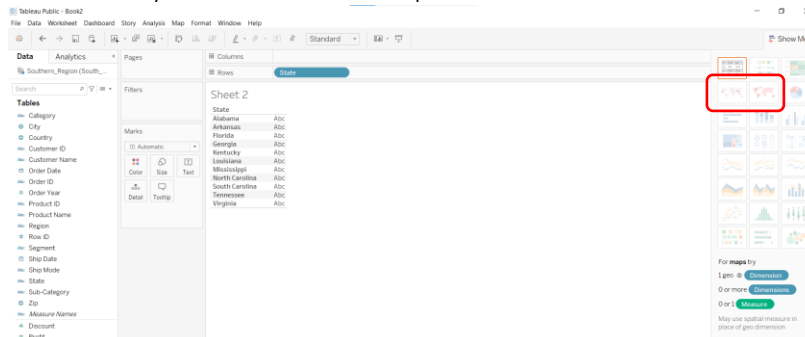 Tableau Public - Book2
File Data Worksheet Dashboard Story Analysis Map Format Window Help
Standard
Show Me
Data Analytics
Pages
Columns
Southern_Region (South_...
Rows State
Search
Filters
Sheet 2
Tables
Category
City
Country
Customer ID
Customer Name
Order Date
Order ID
Order Year
Product ID
Product Name
Region
Row ID
Segment
Ship Date
Ship Mode
State
Sub-Category
Zip
Measure Names
Discount
Profit
Marks
Automatic
Color Size Text
Detail Tooltip
State
Alabama Abc
Arkansas Abc
Florida Abc
Georgia Abc
Kentucky Abc
Louisiana Abc
Mississippi Abc
North Carolina Abc
South Carolina Abc
Tennessee Abc
Virginia Abc
For maps try
1 geo Dimension
0 or more Dimensions
0 or 1 Measure
May use spatial measure in
place of geo dimension